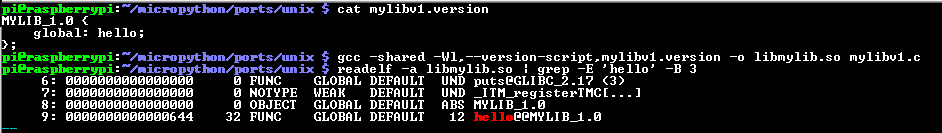 pi@raspberrypi:~/micropython/ports/unix $ cat mylibv1.version
MYLIB_1.0 {
    global: hello;
};
pi@raspberrypi:~/micropython/ports/unix $ gcc -shared -Wl,--version-script,mylibv1.version -o libmylib.so mylibv1.c
pi@raspberrypi:~/micropython/ports/unix $ readelf -a libmylib.so | grep -E 'hello' -B 3
     6: 0000000000000000     0 FUNC    GLOBAL DEFAULT  UND puts@GLIBC_2.17 (3)
     7: 0000000000000000     0 NOTYPE  WEAK   DEFAULT  UND _ITM_registerTMC[...]
     8: 0000000000000000     0 OBJECT  GLOBAL DEFAULT  ABS MYLIB_1.0
     9: 0000000000000644    32 FUNC    GLOBAL DEFAULT   12 hello@@MYLIB_1.0
--